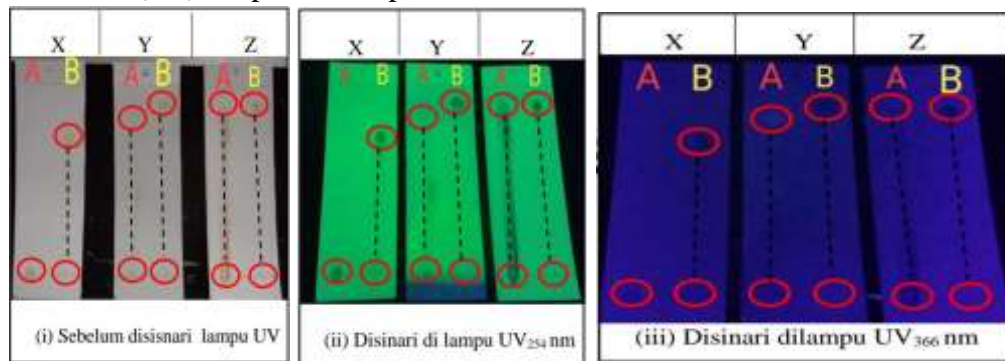 X Y Z
A B A B A B
(i) Sebelum disisnari lampu UV
X Y Z
A B A B A B
(ii) Disinari di lampu UV254 nm
X Y Z
A B A B A B
(iii) Disinari dilampu UV366 nm